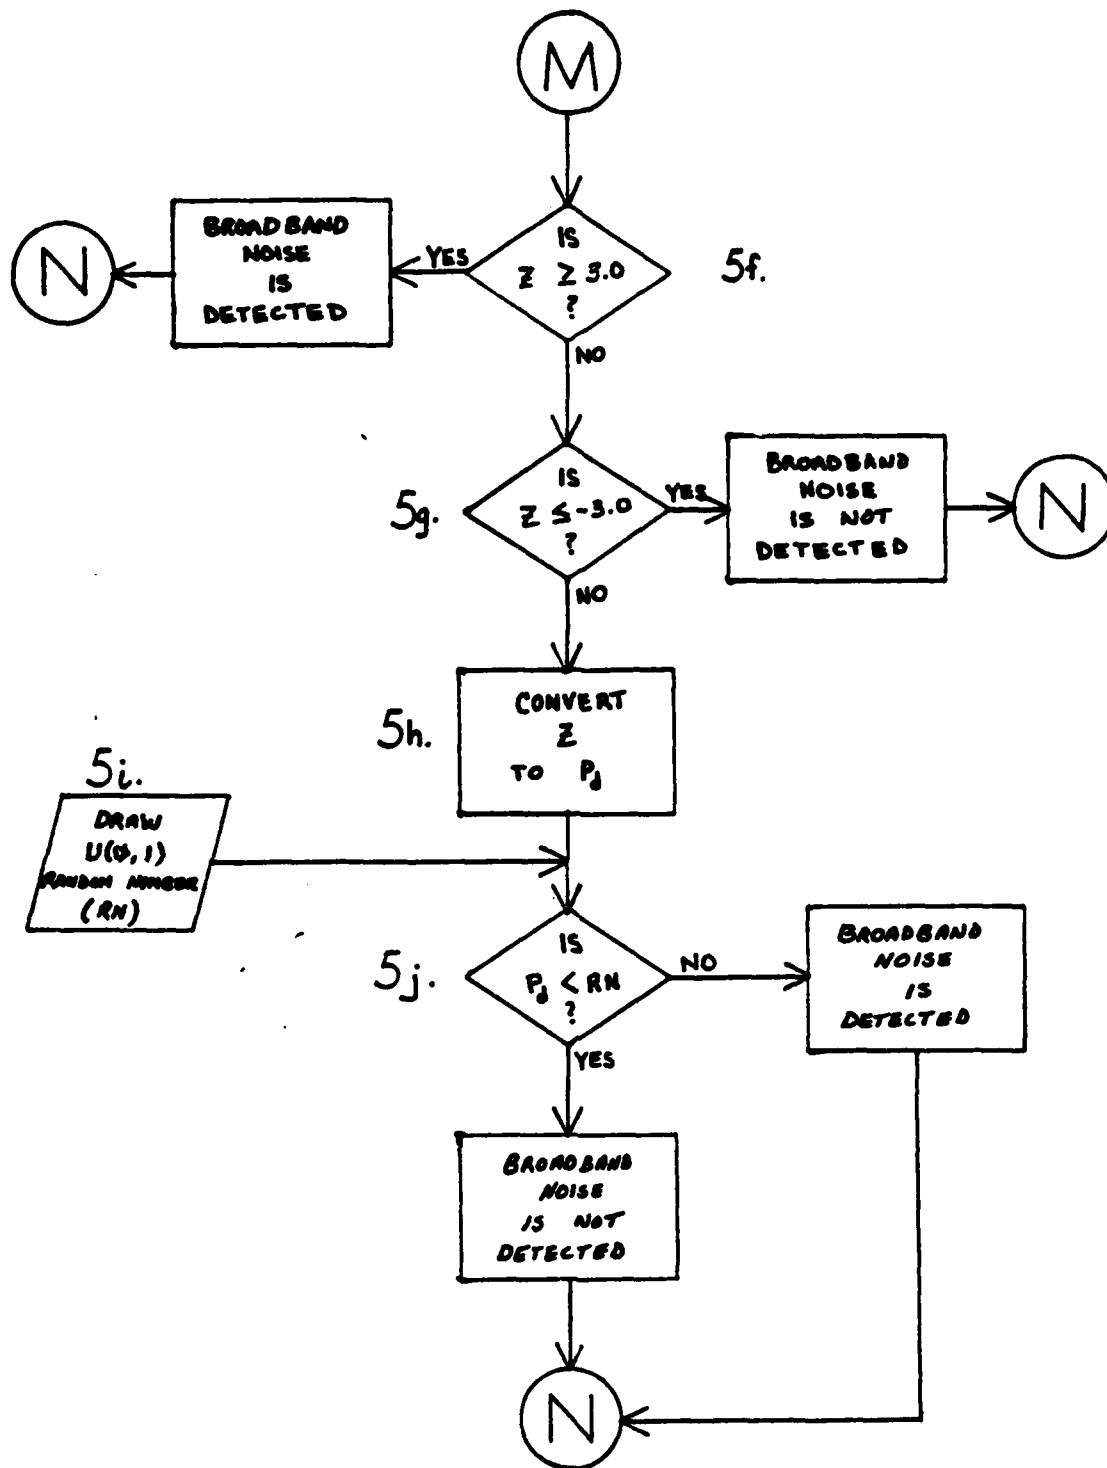 M
BROADBAND
NOISE
IS
DETECTED
N
YES
IS
Z ≥ 3.0
?
5f.
NO
5g.
IS
Z ≤ -3.0
?
YES
BROADBAND
NOISE
IS NOT
DETECTED
N
NO
5h.
CONVERT
Z
TO Pd
5i.
DRAW
U(0,1)
RANDOM NUMBER
(RN)
5j.
IS
Pd < RN
?
NO
BROADBAND
NOISE
IS
DETECTED
YES
BROADBAND
NOISE
IS NOT
DETECTED
N